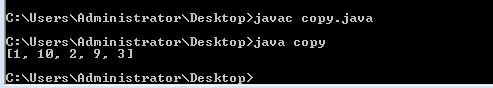 C:\Users\Administrator\Desktop>javac copy.java
C:\Users\Administrator\Desktop>java copy
[1, 10, 2, 9, 3]
C:\Users\Administrator\Desktop>